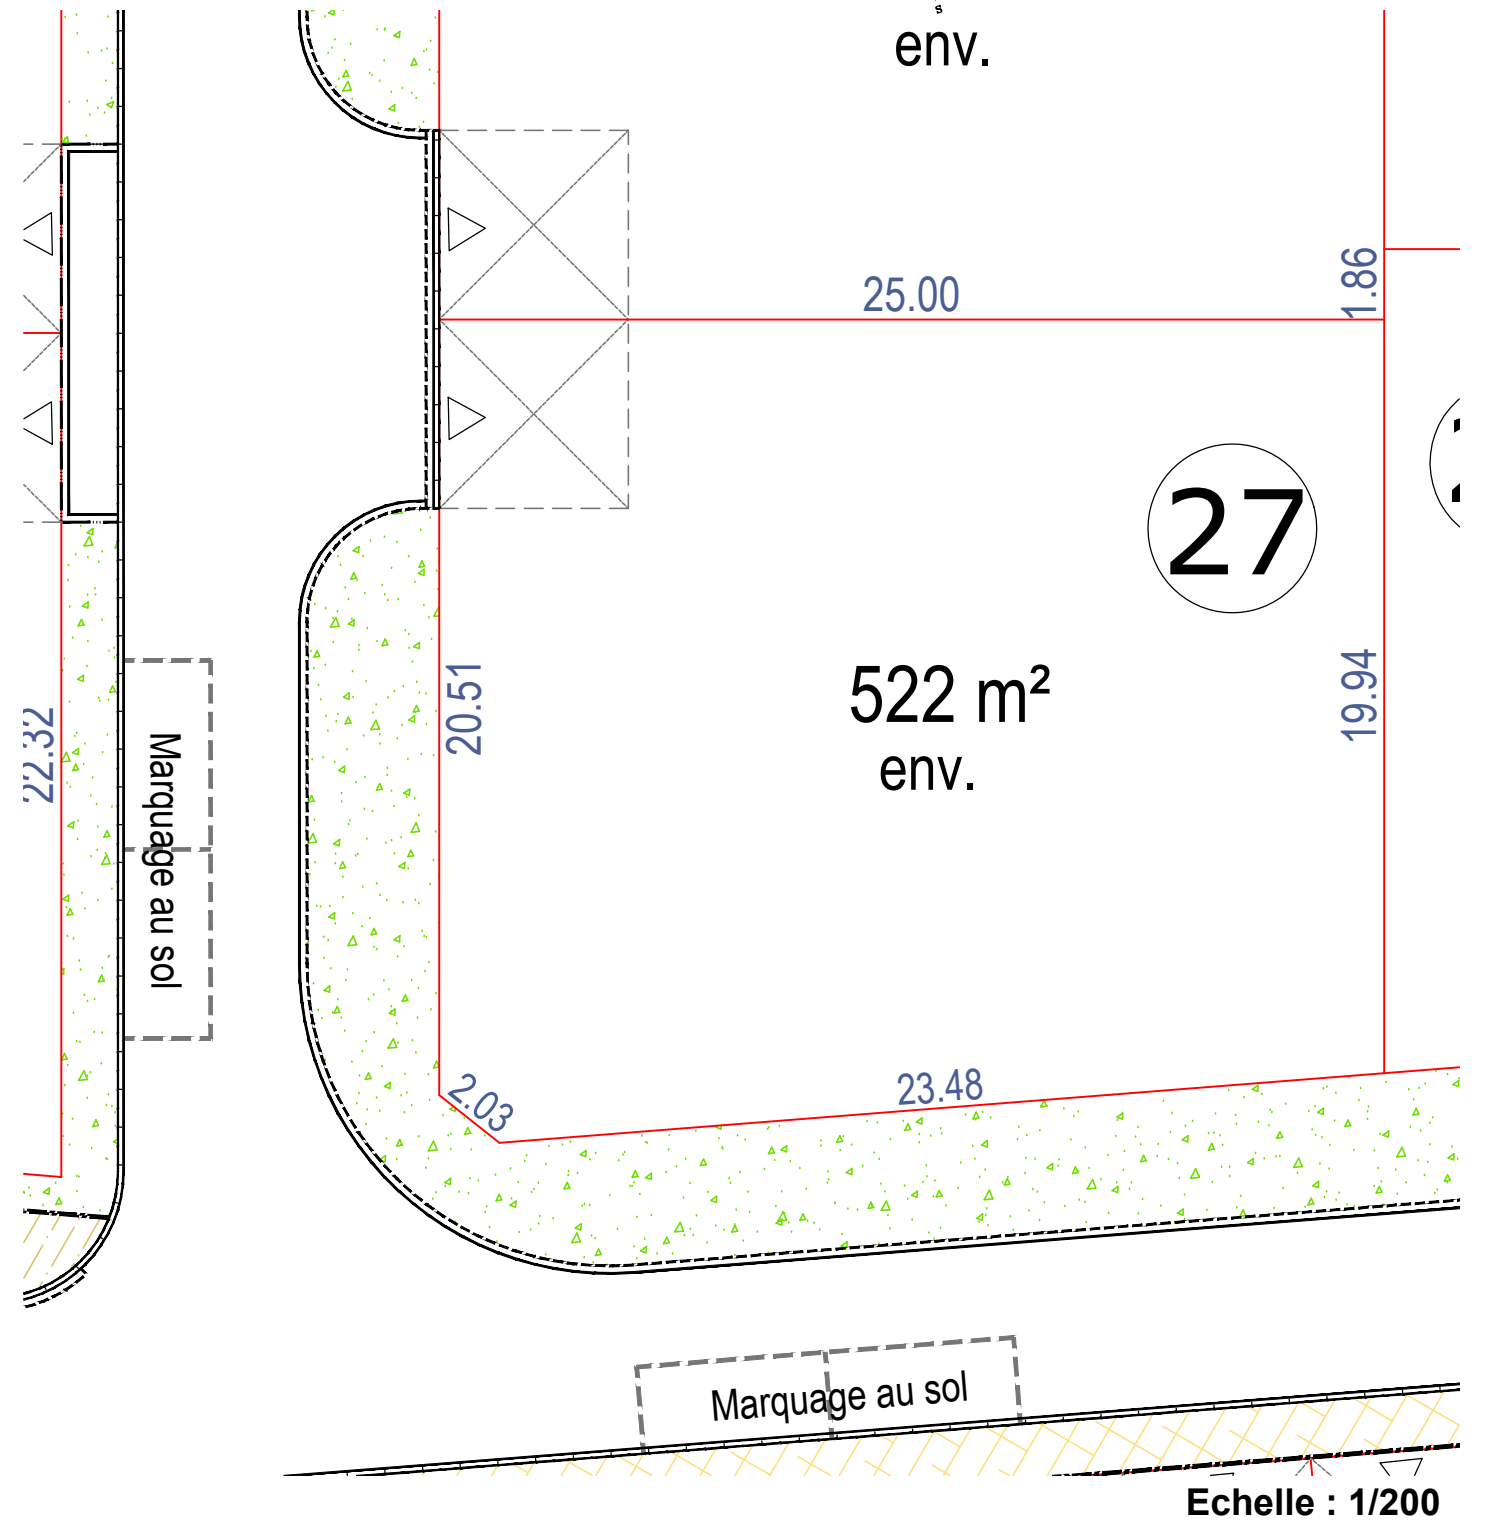 env.
1.86
25.00
27
20.51
522 m²
env.
19.94
22.32
Marquage au sol
2.03
23.48
Marquage au sol
Echelle : 1/200